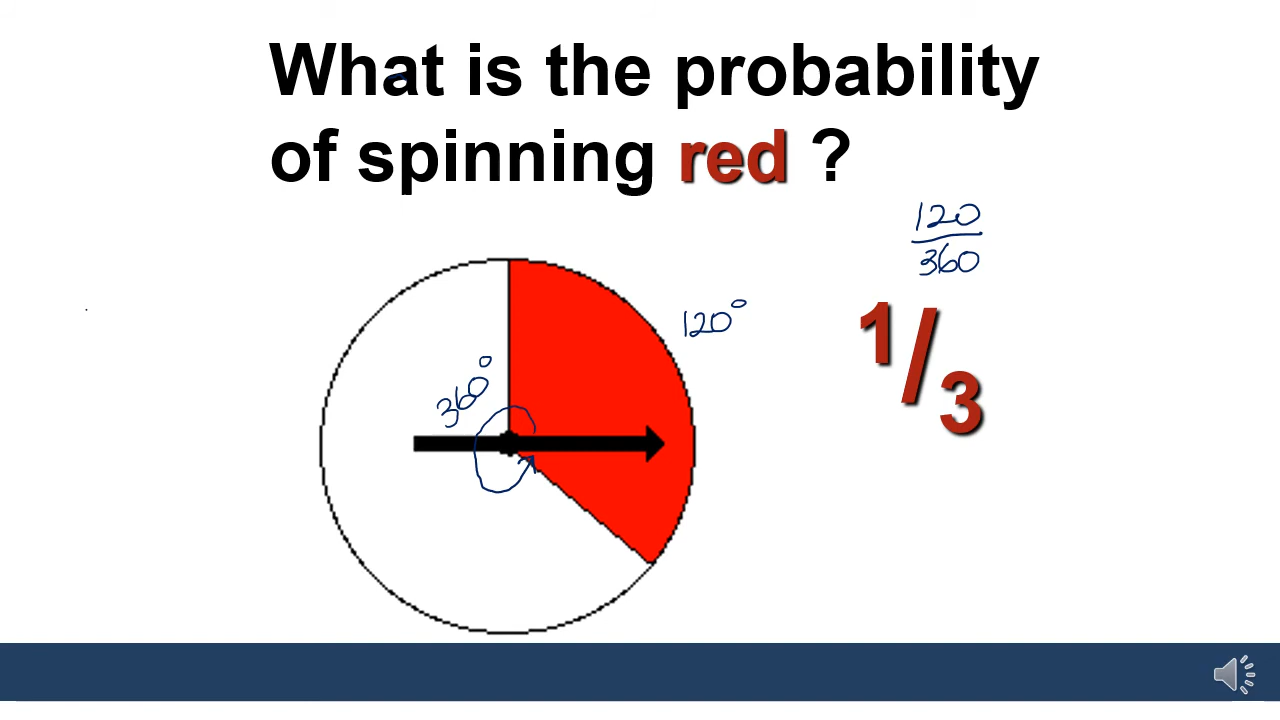 What is the probability
of spinning red ?
120
360
120°
1/3
360°